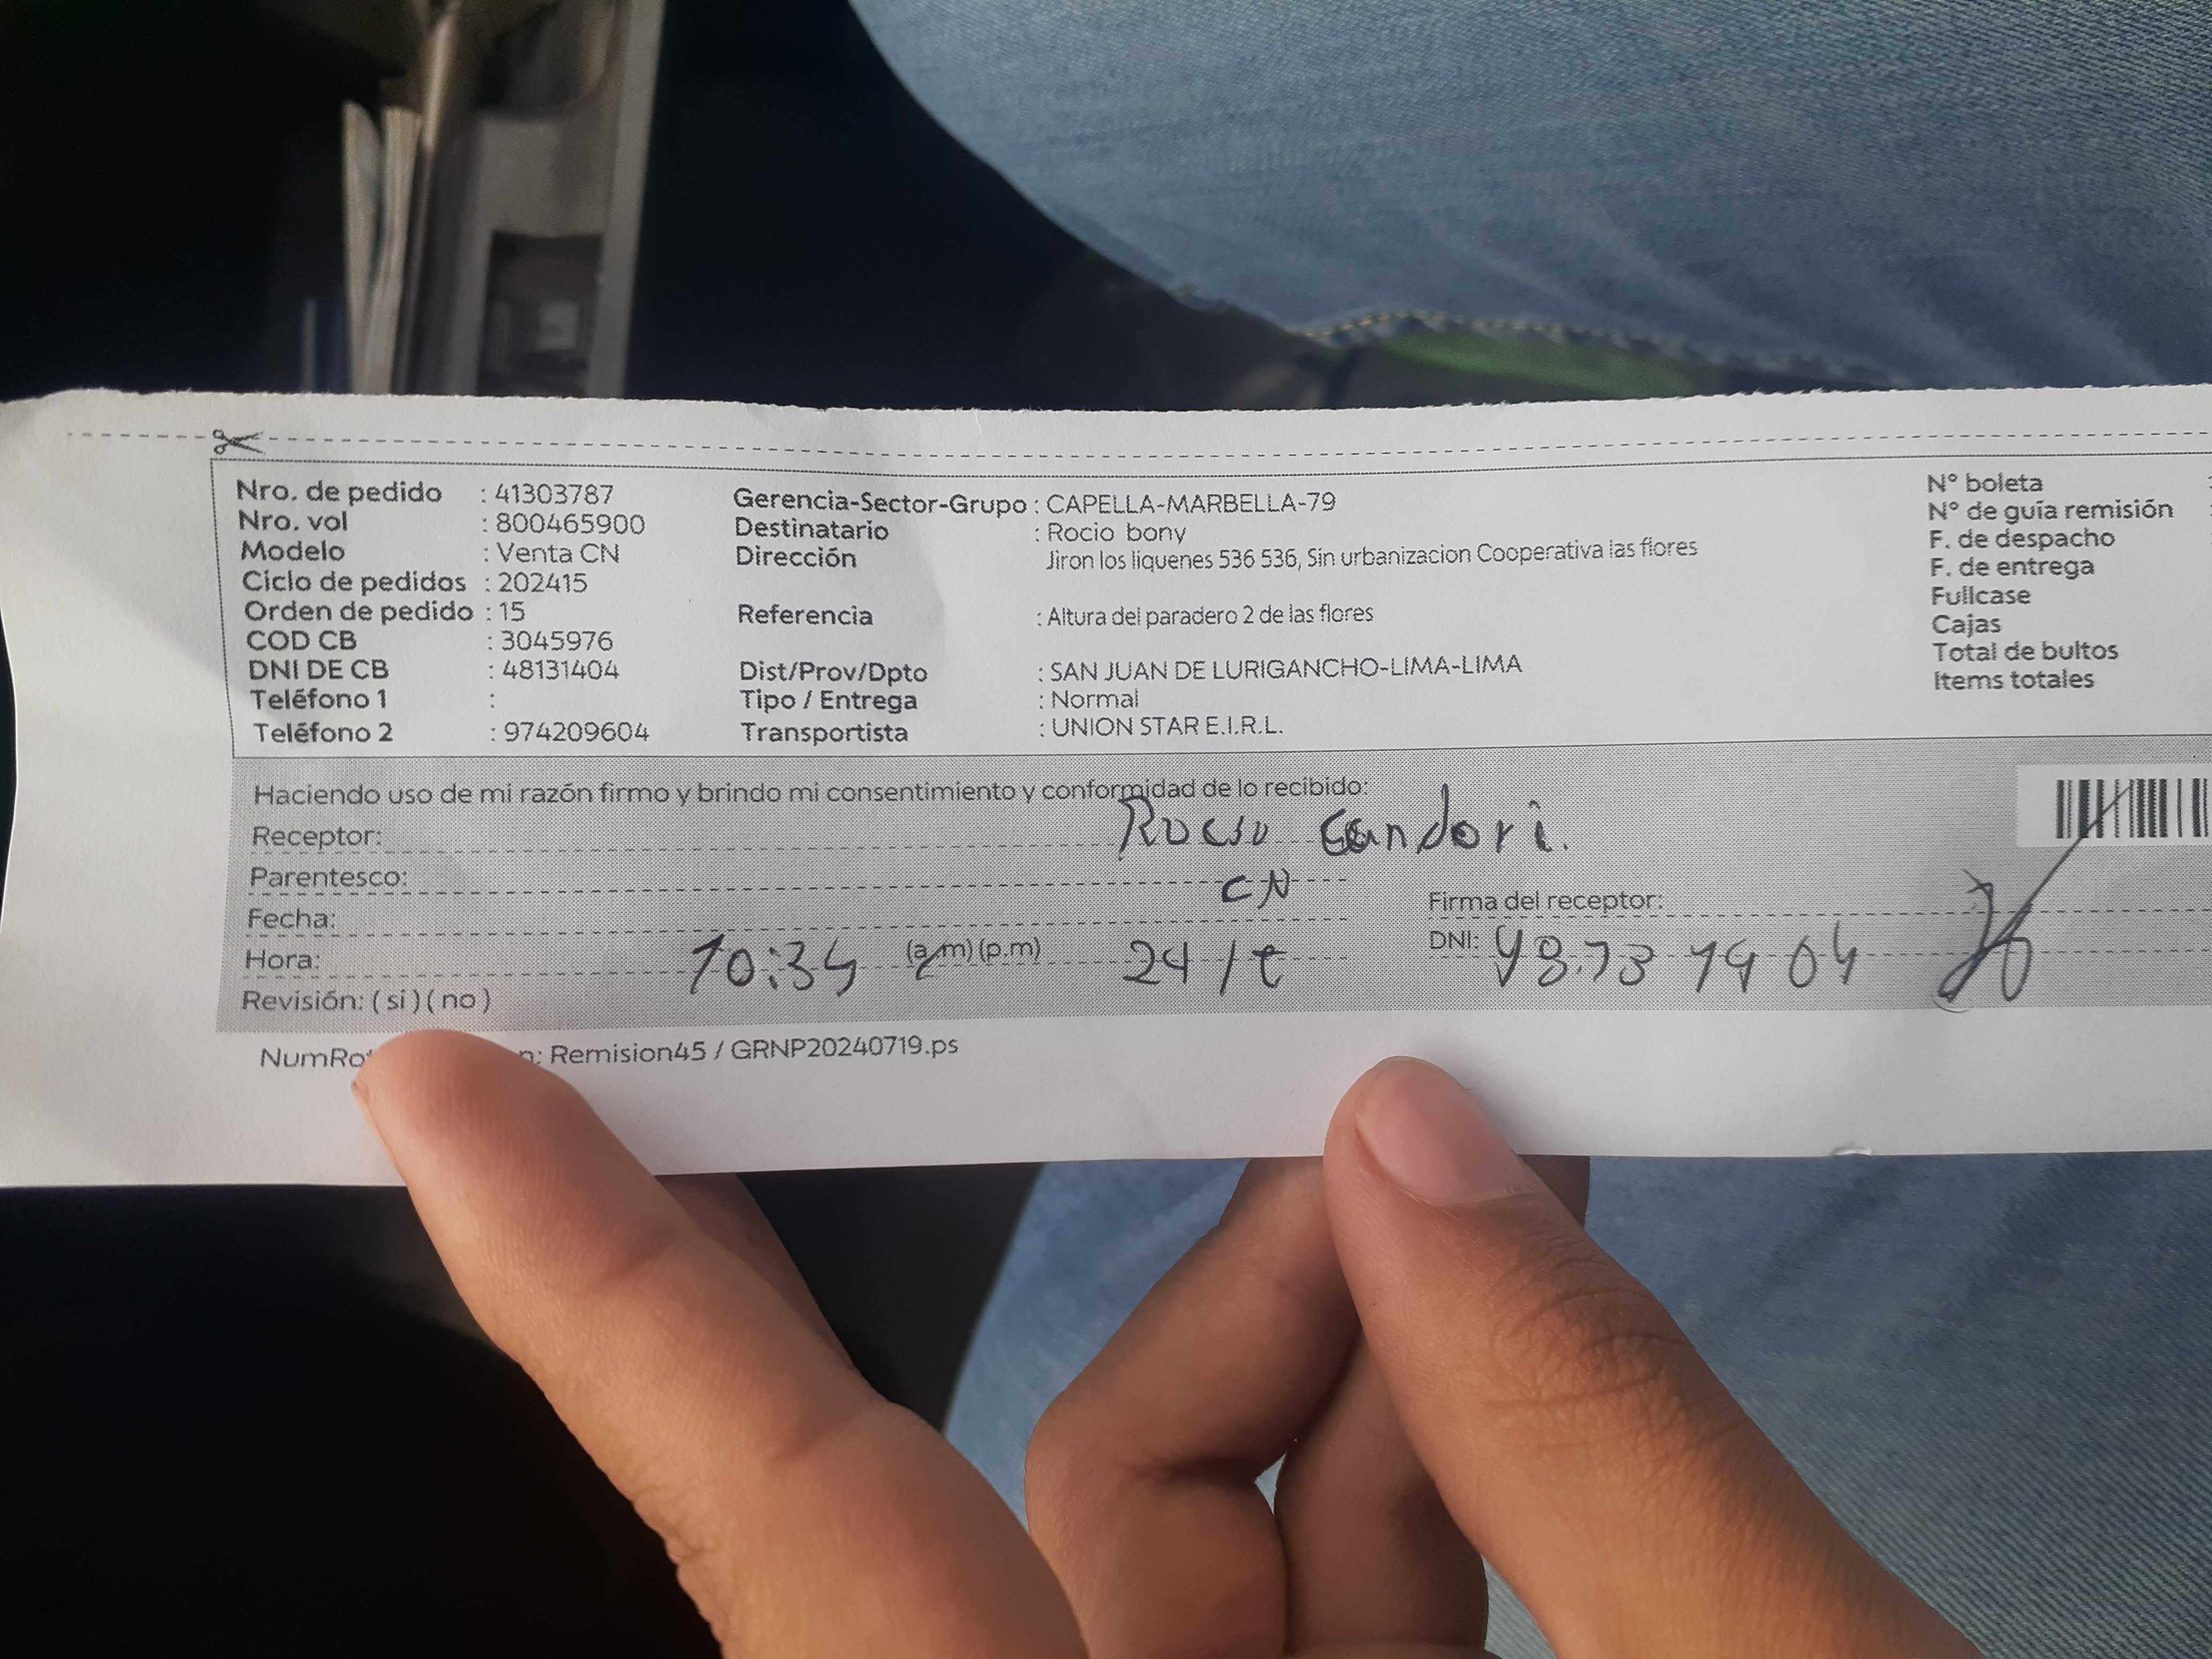 Nro. de pedido : 41303787
Nro. vol : 800465900
Modelo : Venta CN
Ciclo de pedidos : 202415
Orden de pedido : 15
COD CB : 3045976
DNI DE CB : 48131404
Teléfono 1 :
Teléfono 2 : 974209604
Gerencia-Sector-Grupo : CAPELLA-MARBELLA-79
Destinatario : Rocio bony
Dirección Jiron los liquenes 536 536, Sin urbanizacion Cooperativa las flores
Referencia : Altura del paradero 2 de las flores
Dist/Prov/Dpto : SAN JUAN DE LURIGANCHO-LIMA-LIMA
Tipo / Entrega : Normal
Transportista : UNION STAR E.I.R.L.
N° boleta :
N° de guía remisión :
F. de despacho
F. de entrega
Fullcase
Cajas
Total de bultos
Items totales
Haciendo uso de mi razón firmo y brindo mi consentimiento y conformidad de lo recibido:
Receptor: Rocio Condori.
Parentesco: CN
Fecha:
Hora: 10:34 (a.m) (p.m) 24/t
Revisión: ( si ) ( no )
Firma del receptor:
DNI: 48.13 14 04
Remision45 / GRNP20240719.ps